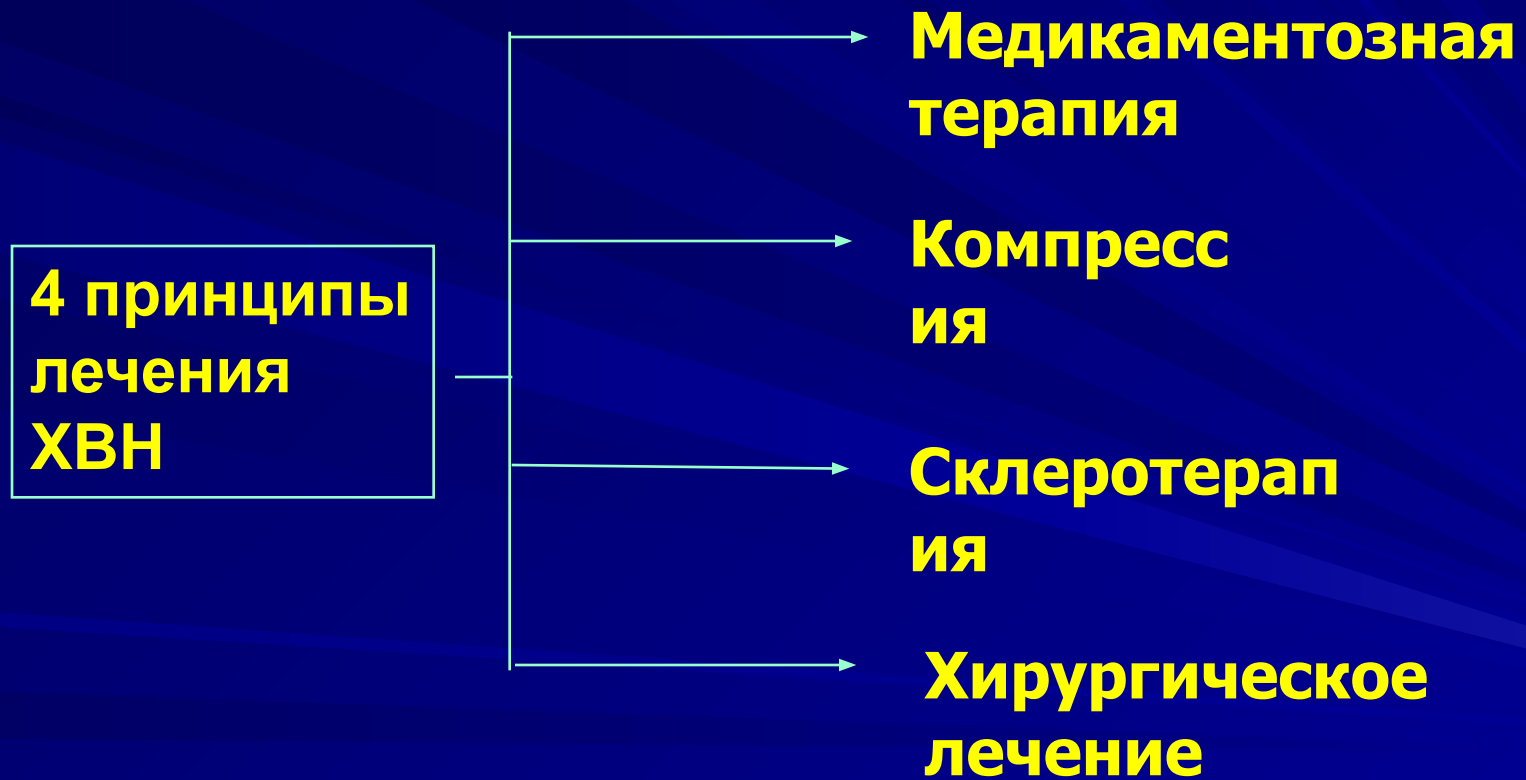 4 принципы
лечения
ХВН
Медикаментозная
терапия
Компресс
ия
Склеротерап
ия
Хирургическое
лечение